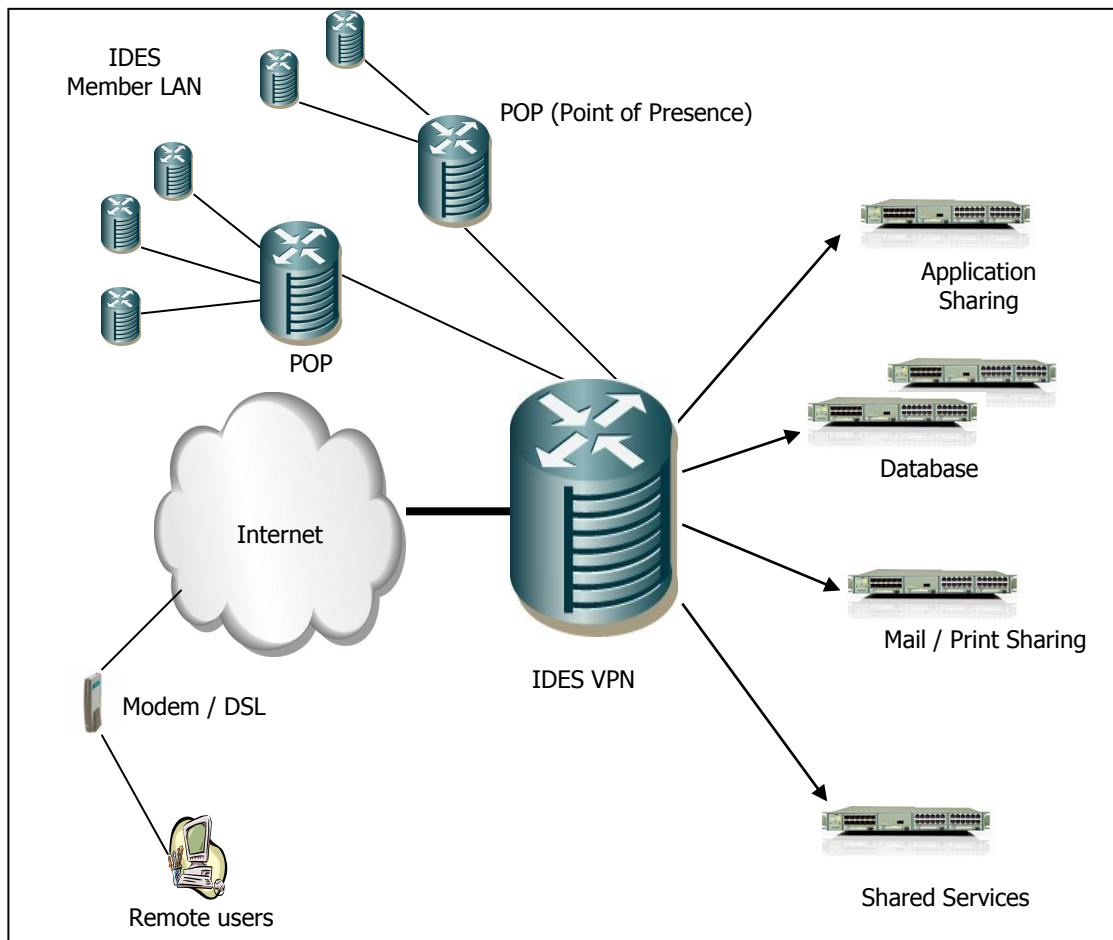 IDES
Member LAN
POP (Point of Presence)
POP
Application
Sharing
Database
Internet
Mail / Print Sharing
IDES VPN
Modem / DSL
Shared Services
Remote users